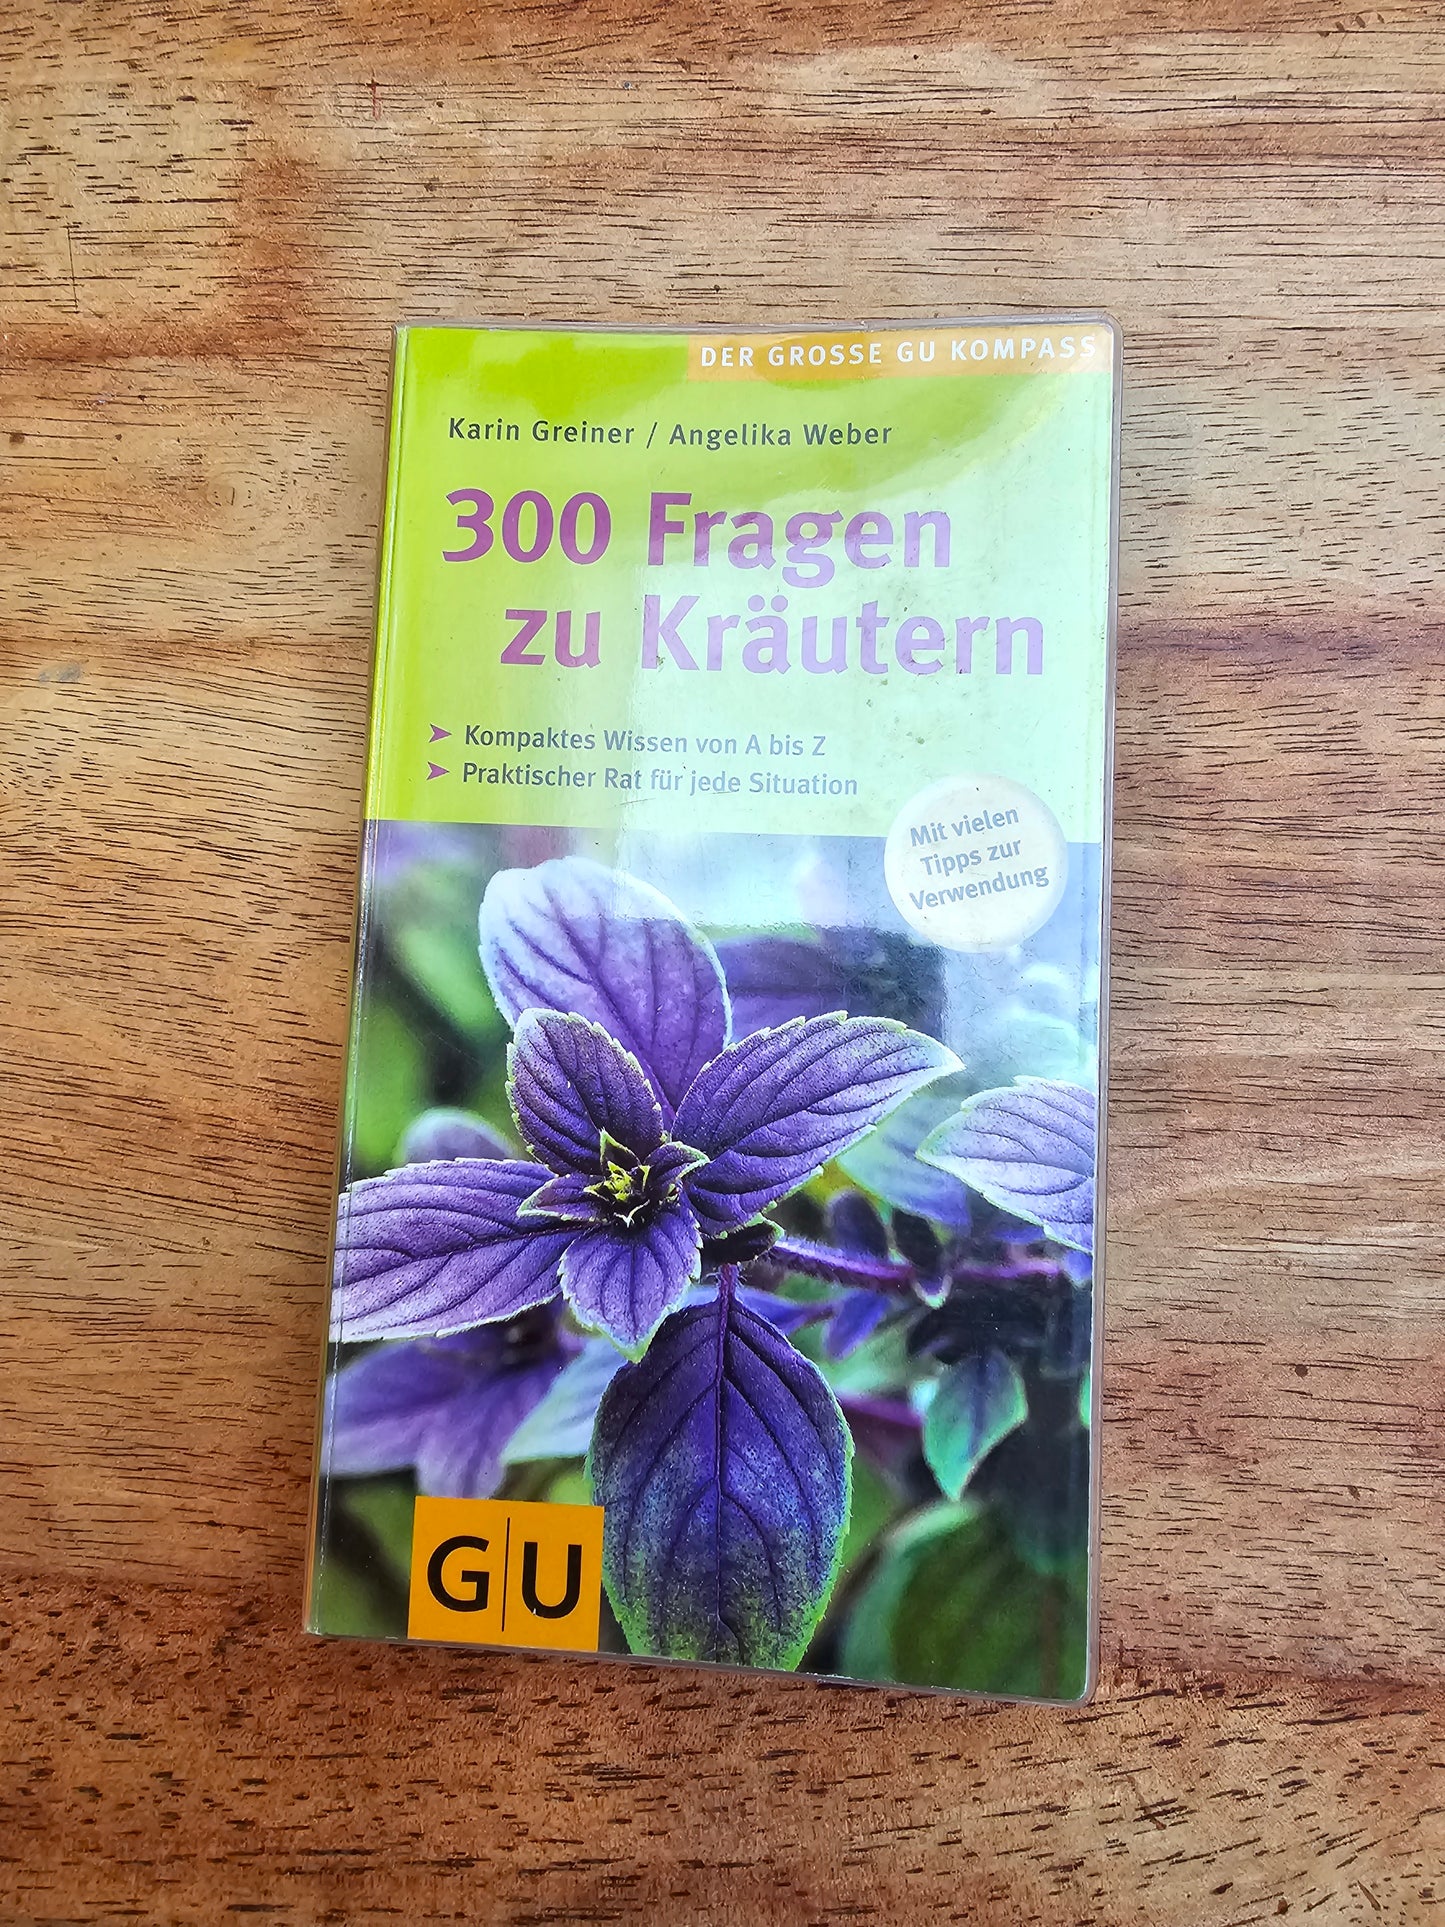 DER GROSSE GU KOMPASS
Karin Greiner / Angelika Weber
300 Fragen
zu Kräutern
➤ Kompaktes Wissen von A bis Z
➤ Praktischer Rat für jede Situation
Mit vielen
Tipps zur
Verwendung
G|U